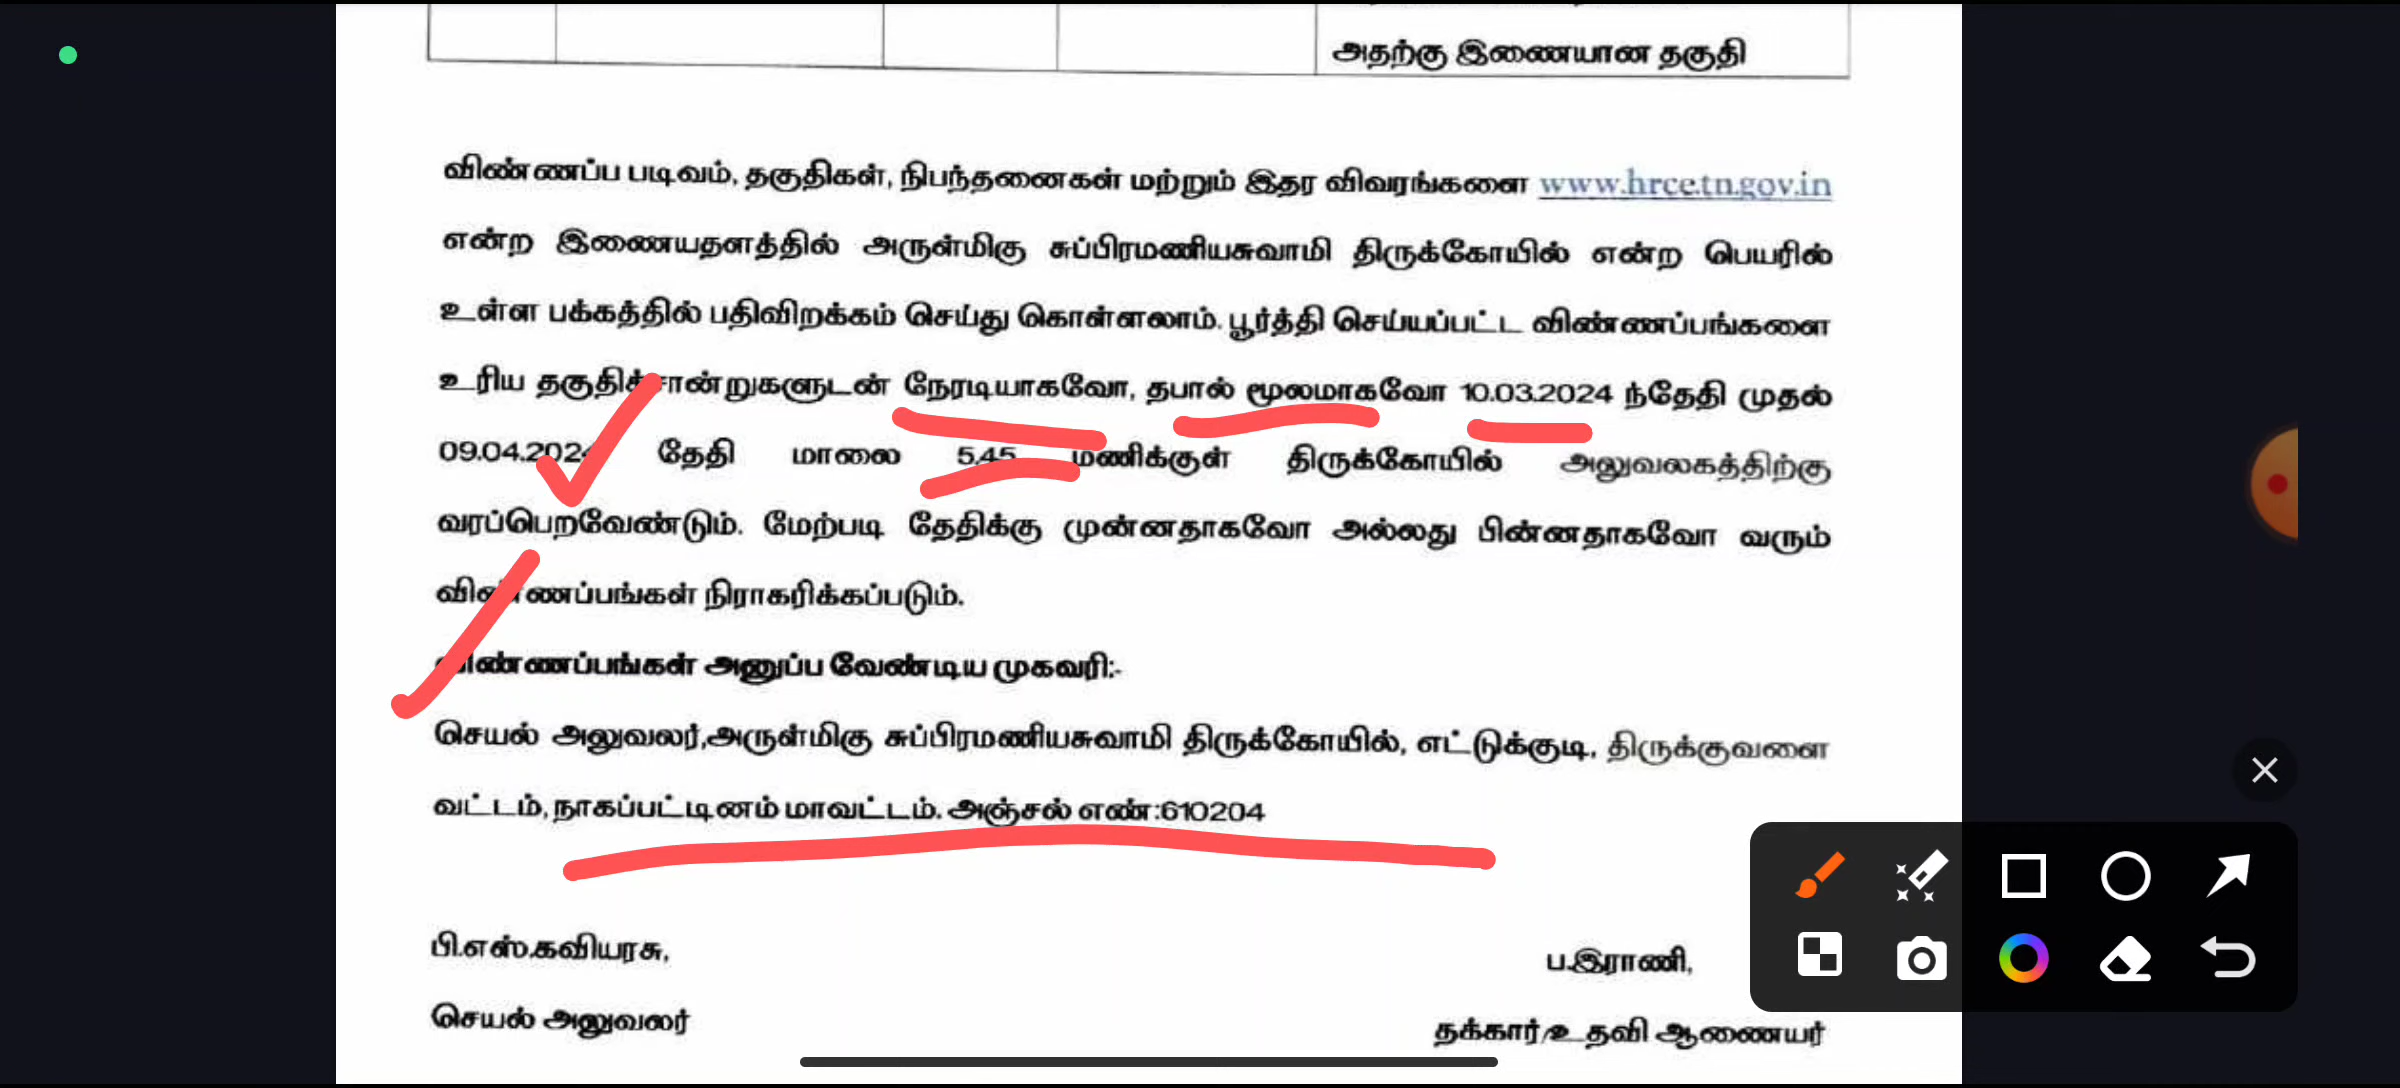 அதற்கு இணையான தகுதி
விண்ணப்ப படிவம், தகுதிகள், நிபந்தனைகள் மற்றும் இதர விவரங்களை www.hrce.tn.gov.in
என்ற இணையதளத்தில் அருள்மிகு சுப்பிரமணியசுவாமி திருக்கோயில் என்ற பெயரில்
உள்ள பக்கத்தில் பதிவிறக்கம் செய்து கொள்ளலாம். பூர்த்தி செய்யப்பட்ட விண்ணப்பங்களை
உரிய தகுதிச்சான்றுகளுடன் நேரடியாகவோ, தபால் மூலமாகவோ 10.03.2024 ந்தேதி முதல்
09.04.2024 தேதி மாலை 5.45 மணிக்குள் திருக்கோயில் அலுவலகத்திற்கு
வரப்பெறவேண்டும். மேற்படி தேதிக்கு முன்னதாகவோ அல்லது பின்னதாகவோ வரும்
விண்ணப்பங்கள் நிராகரிக்கப்படும்.
விண்ணப்பங்கள் அனுப்ப வேண்டிய முகவரி:-
செயல் அலுவலர்,அருள்மிகு சுப்பிரமணியசுவாமி திருக்கோயில், எட்டுக்குடி, திருக்குவளை
வட்டம், நாகப்பட்டினம் மாவட்டம். அஞ்சல் எண்:610204
பி.எஸ்.கவியரசு, ப.இராணி,
செயல் அலுவலர் தக்கார்/உதவி ஆணையர்